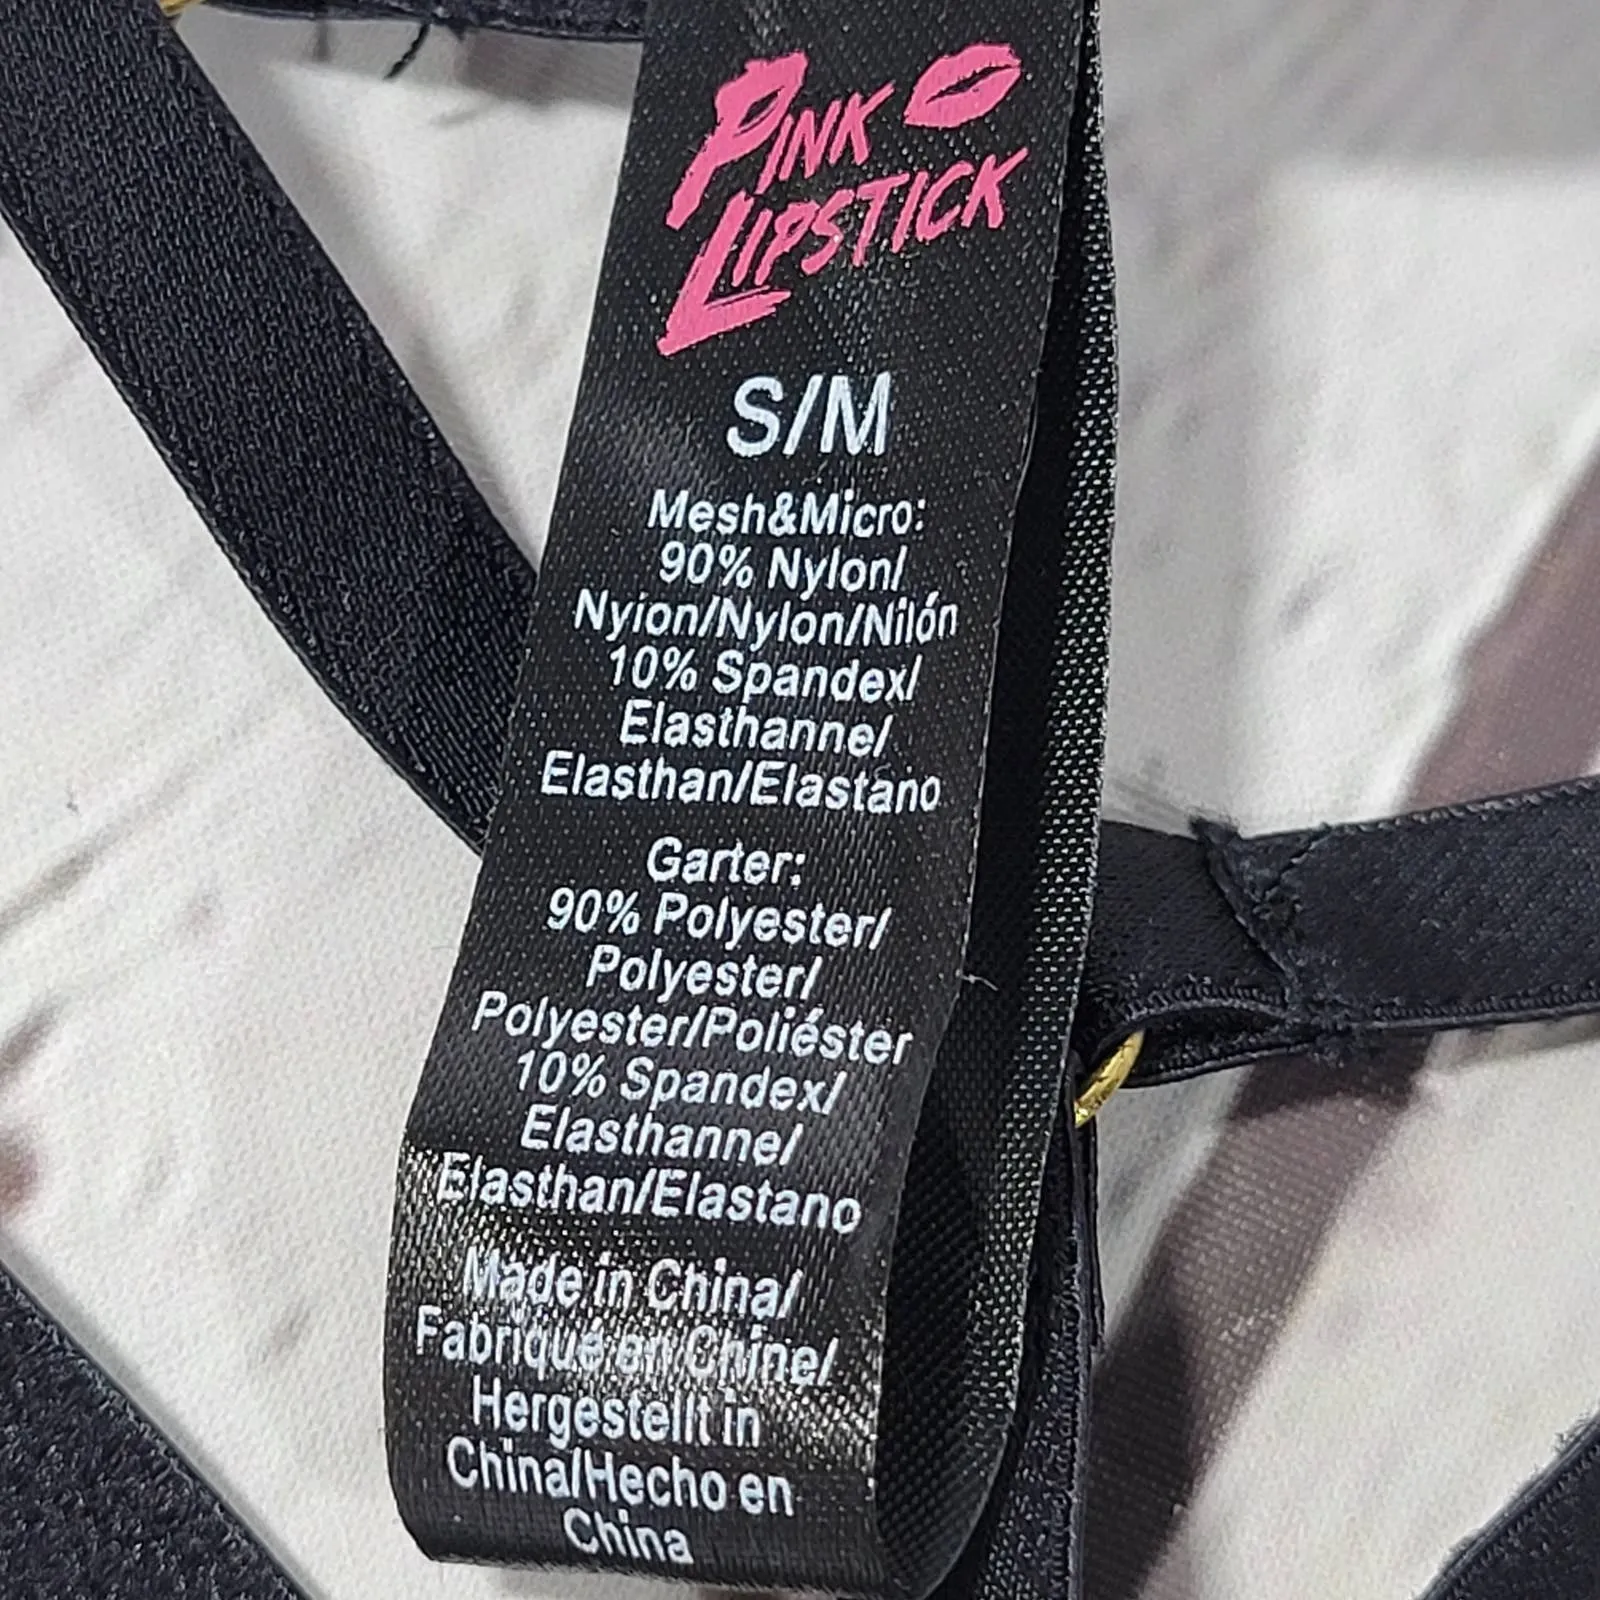 PINK
LIPSTICK
S/M
Mesh&Micro:
90% Nylon/
Nyion/Nylon/Nilón
10% Spandex/
Elasthanne/
Elasthan/Elastano
Garter:
90% Polyester/
Polyester/
Polyester/Poliéster
10% Spandex/
Elasthanne/
Elasthan/Elastano
Made in China/
Fabriqué en Chine/
Hergestellt in
China/Hecho en
China